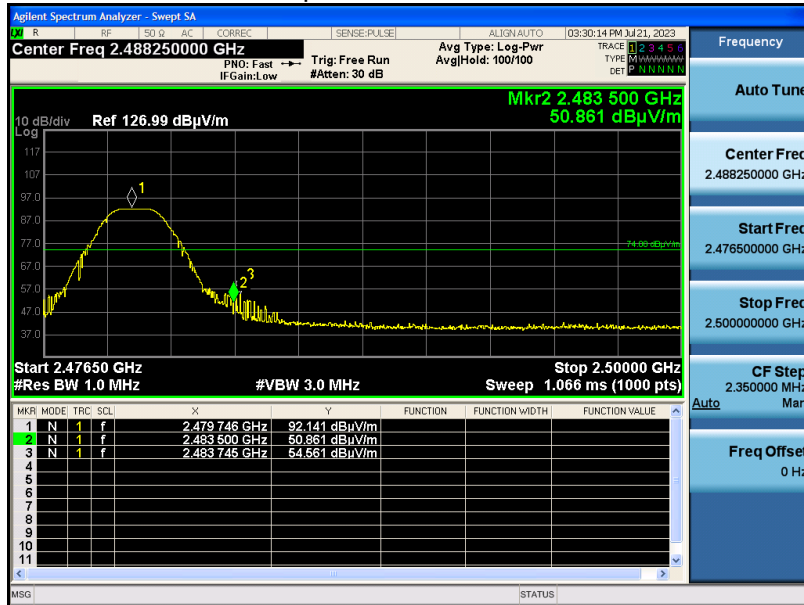 Agilent Spectrum Analyzer - Swept SA
LXI R RF 50 Ω AC CORREC SENSE:PULSE ALIGN AUTO 03:30:14 PM Jul 21, 2023
Center Freq 2.488250000 GHz
PNO: Fast
IFGain:Low
Trig: Free Run
#Atten: 30 dB
Avg Type: Log-Pwr
Avg|Hold: 100/100
TRACE 1 2 3 4 5 6
TYPE M WWWWW
DET P N N N N N
Mkr2 2.483 500 GHz
50.861 dBµV/m
10 dB/div Ref 126.99 dBµV/m
Log
117
107
97.0
87.0
77.0
67.0
57.0
47.0
37.0
1
2
3
74.00 dBµV/m
Start 2.47650 GHz Stop 2.50000 GHz
#Res BW 1.0 MHz #VBW 3.0 MHz Sweep 1.066 ms (1000 pts)
MKR MODE TRC SCL X Y FUNCTION FUNCTION WIDTH FUNCTION VALUE
1 N 1 f 2.479 746 GHz 92.141 dBµV/m
2 N 1 f 2.483 500 GHz 50.861 dBµV/m
3 N 1 f 2.483 745 GHz 54.561 dBµV/m
4
5
6
7
8
9
10
11
MSG STATUS
Frequency
Auto Tune
Center Freq
2.488250000 GHz
Start Freq
2.476500000 GHz
Stop Freq
2.500000000 GHz
CF Step
2.350000 MHz
Auto Man
Freq Offset
0 Hz